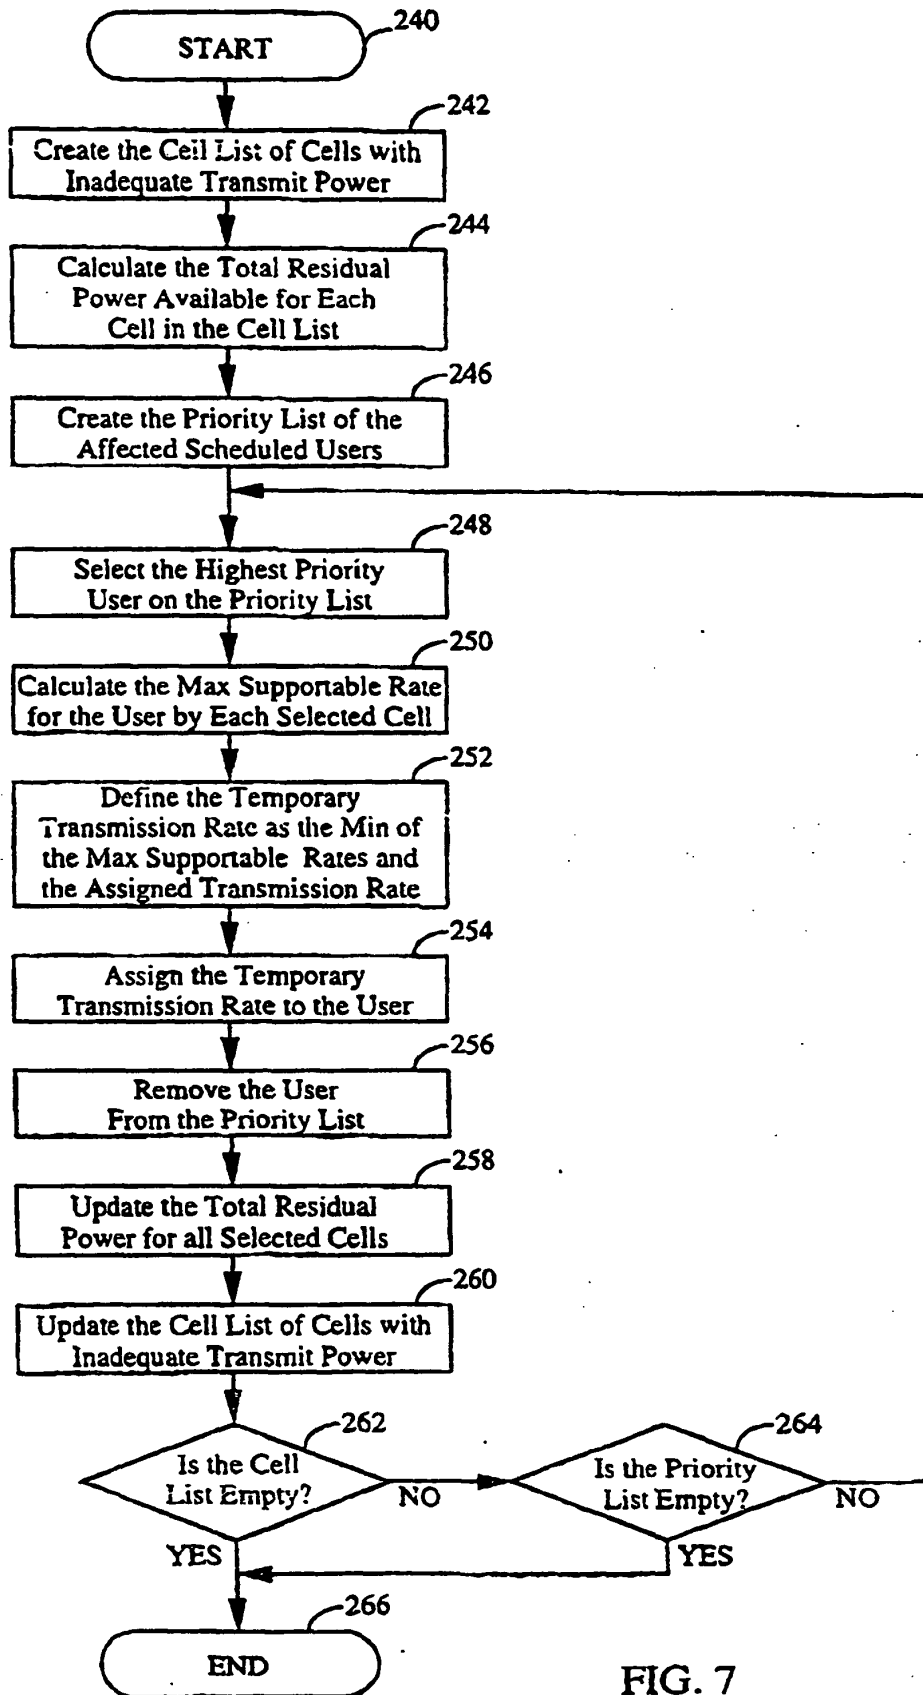 START
240
242
Create the Cell List of Cells with
Inadequate Transmit Power
244
Calculate the Total Residual
Power Available for Each
Cell in the Cell List
246
Create the Priority List of the
Affected Scheduled Users
248
Select the Highest Priority
User on the Priority List
250
Calculate the Max Supportable Rate
for the User by Each Selected Cell
252
Define the Temporary
Transmission Rate as the Min of
the Max Supportable Rates and
the Assigned Transmission Rate
254
Assign the Temporary
Transmission Rate to the User
256
Remove the User
From the Priority List
258
Update the Total Residual
Power for all Selected Cells
260
Update the Cell List of Cells with
Inadequate Transmit Power
262
Is the Cell
List Empty?
NO
YES
264
Is the Priority
List Empty?
NO
YES
266
END
FIG. 7